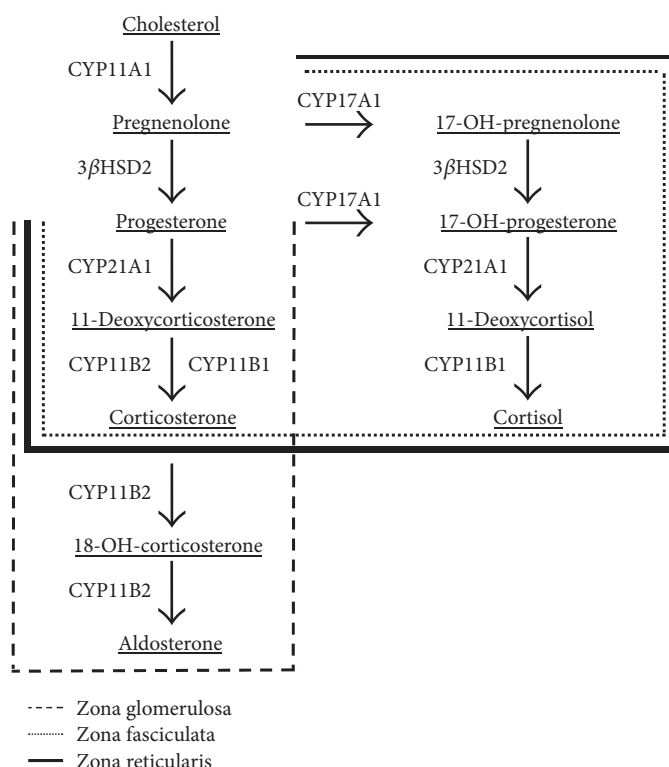 Cholesterol
CYP11A1
CYP17A1
Pregnenolone
17-OH-pregnenolone
3βHSD2
3βHSD2
CYP17A1
Progesterone
17-OH-progesterone
CYP21A1
CYP21A1
11-Deoxycorticosterone
11-Deoxycortisol
CYP11B2
CYP11B1
CYP11B1
Corticosterone
Cortisol
CYP11B2
18-OH-corticosterone
CYP11B2
Aldosterone
Zona glomerulosa
Zona fasciculata
Zona reticularis